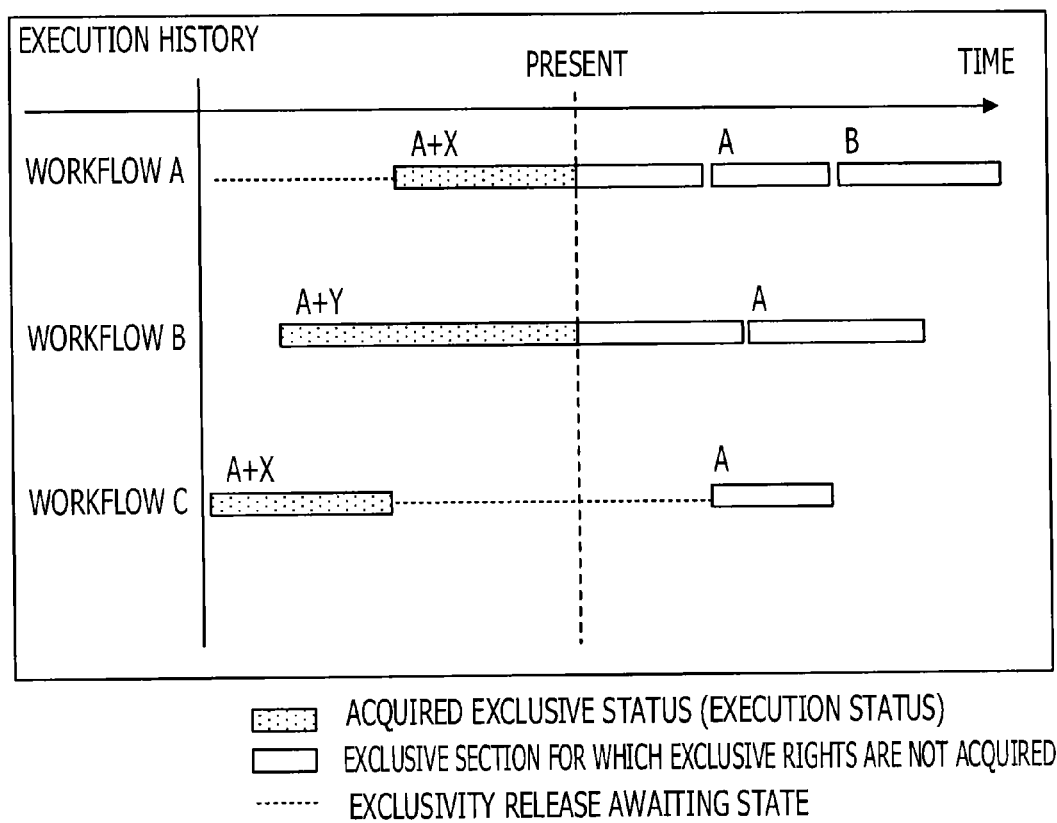 EXECUTION HISTORY
PRESENT
TIME
A+X
A
B
WORKFLOW A
A+Y
A
WORKFLOW B
A+X
A
WORKFLOW C
ACQUIRED EXCLUSIVE STATUS (EXECUTION STATUS)
EXCLUSIVE SECTION FOR WHICH EXCLUSIVE RIGHTS ARE NOT ACQUIRED
EXCLUSIVITY RELEASE AWAITING STATE